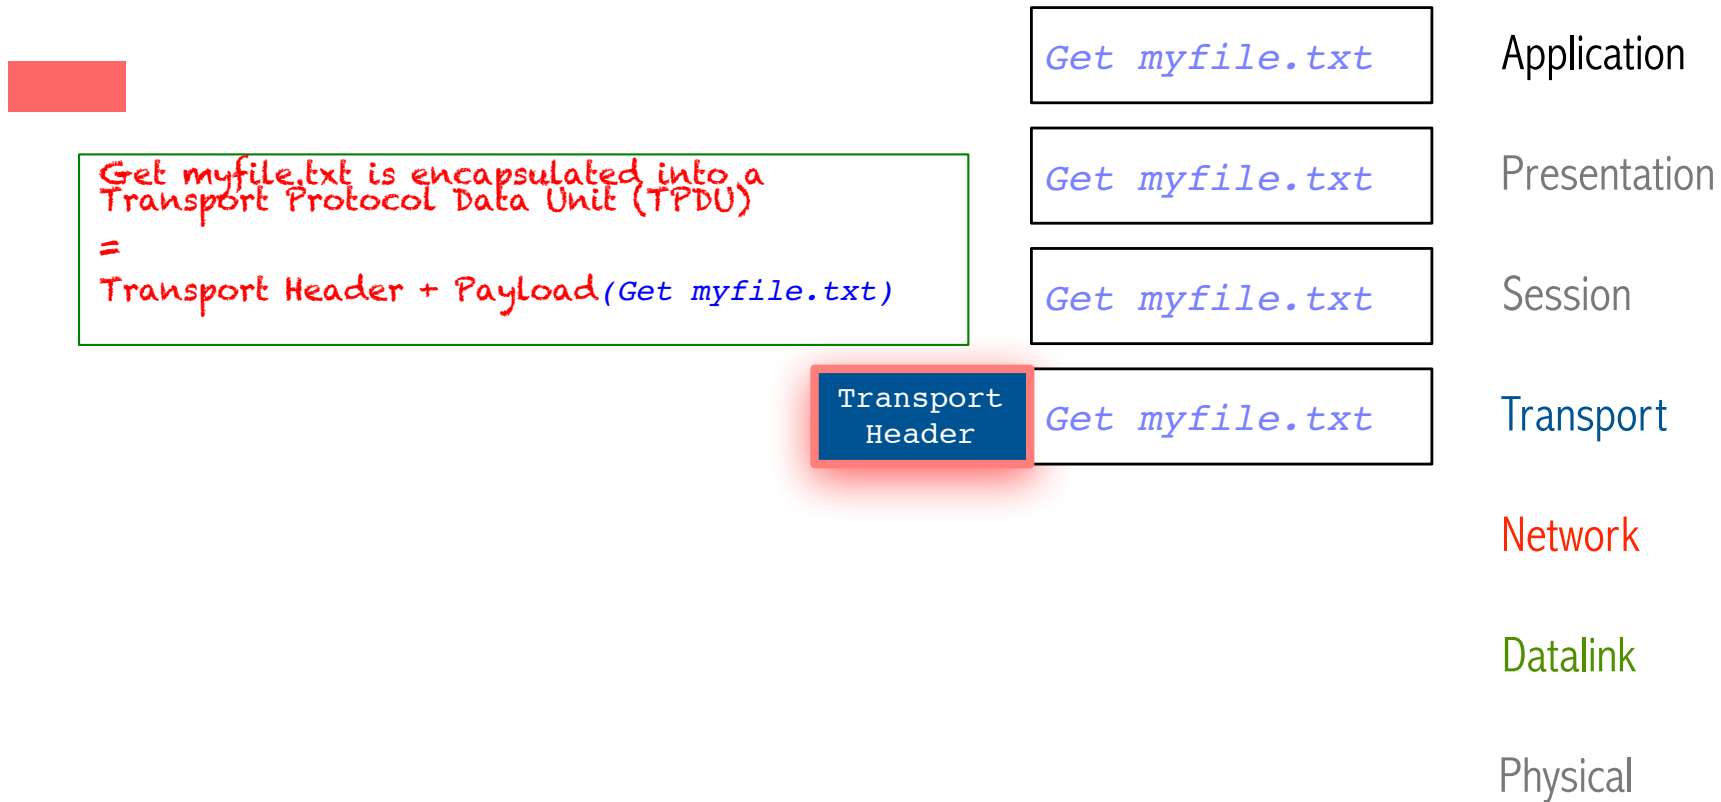 Get myfile.txt Application
Get myfile.txt Presentation
Get myfile.txt is encapsulated into a
Transport Protocol Data Unit (TPDU)
=
Transport Header + Payload(Get myfile.txt)
Get myfile.txt Session
Transport
Header
Get myfile.txt Transport
Network
Datalink
Physical